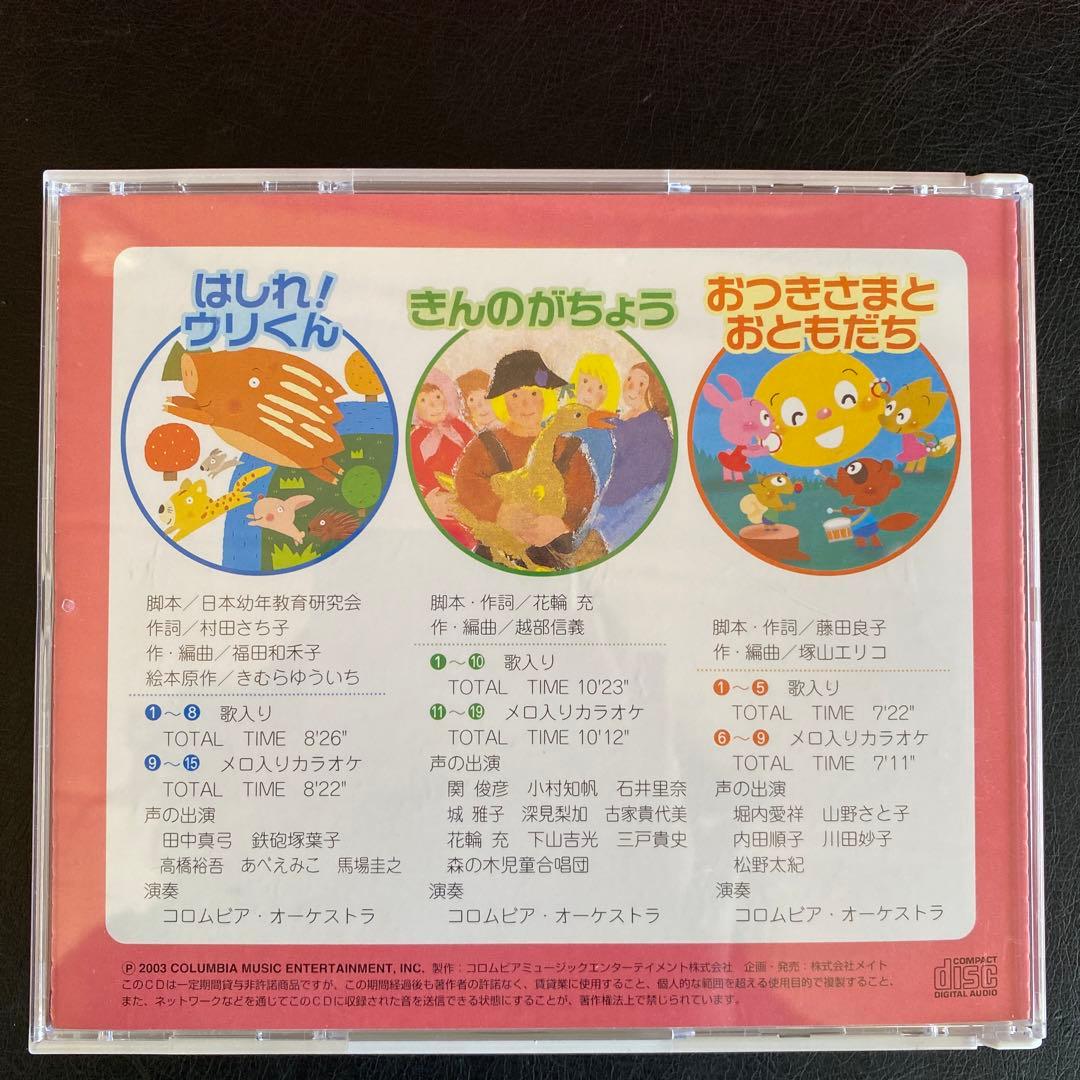 はしれ!
ウリくん
脚本／日本幼年教育研究会
作詞／村田さち子
作・編曲／福田和禾子
絵本原作／きむらゆういち
1～8 歌入り
TOTAL TIME 8'26"
9～15 メロ入りカラオケ
TOTAL TIME 8'22"
声の出演
田中真弓 鉄砲塚葉子
高橋裕吾 あべえみこ 馬場圭之
演奏
コロムビア・オーケストラ
きんのがちょう
脚本・作詞／花輪 充
作・編曲／越部信義
1～10 歌入り
TOTAL TIME 10'23"
11～19 メロ入りカラオケ
TOTAL TIME 10'12"
声の出演
関 俊彦 小村知帆 石井里奈
城 雅子 深見梨加 古家貴代美
花輪 充 下山吉光 三戸貴史
森の木児童合唱団
演奏
コロムビア・オーケストラ
おつきさまと
おともだち
脚本・作詞／藤田良子
作・編曲／塚山エリコ
1～5 歌入り
TOTAL TIME 7'22"
6～9 メロ入りカラオケ
TOTAL TIME 7'11"
声の出演
堀内愛祥 山野さと子
内田順子 川田妙子
松野太紀
演奏
コロムビア・オーケストラ
Ⓟ 2003 COLUMBIA MUSIC ENTERTAINMENT, INC. 製作：コロムビアミュージックエンターテイメント株式会社 企画・発売：株式会社メイト
このCDは一定期間貸与非許諾商品ですが、この期間経過後も著作者の許諾なく、賃貸業に使用すること、個人的な範囲を超える使用目的で複製すること、
また、ネットワークなどを通じてこのCDに収録された音を送信できる状態にすることが、著作権法上で禁じられています。
COMPACT
disc
DIGITAL AUDIO